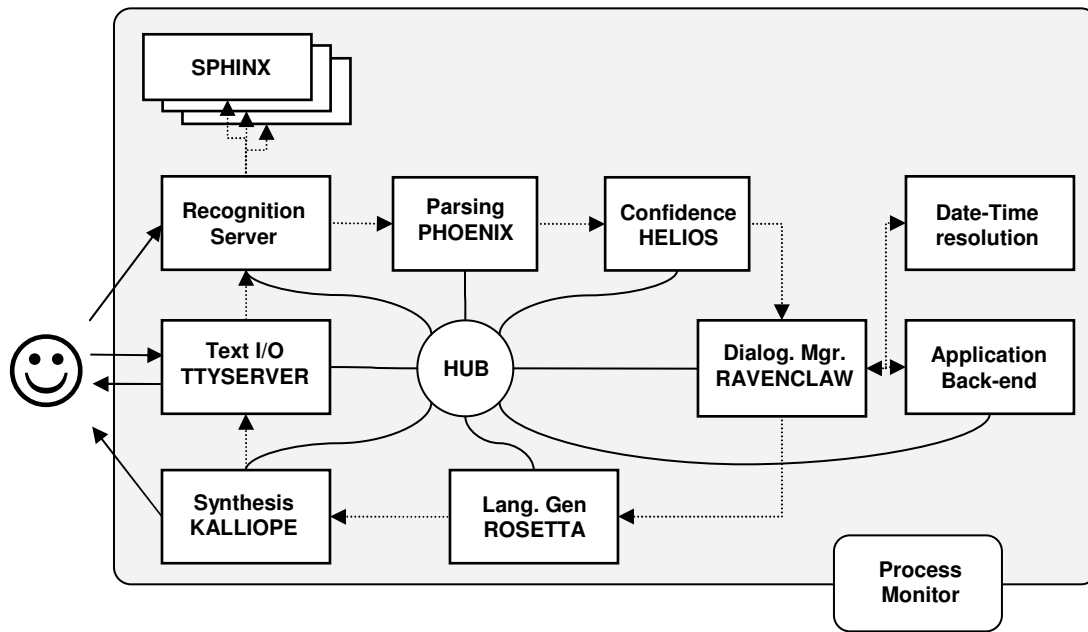 SPHINX
Recognition
Server
Parsing
PHOENIX
Confidence
HELIOS
Date-Time
resolution
Text I/O
TTYSERVER
HUB
Dialog. Mgr.
RAVENCLAW
Application
Back-end
Synthesis
KALLIOPE
Lang. Gen
ROSETTA
Process
Monitor